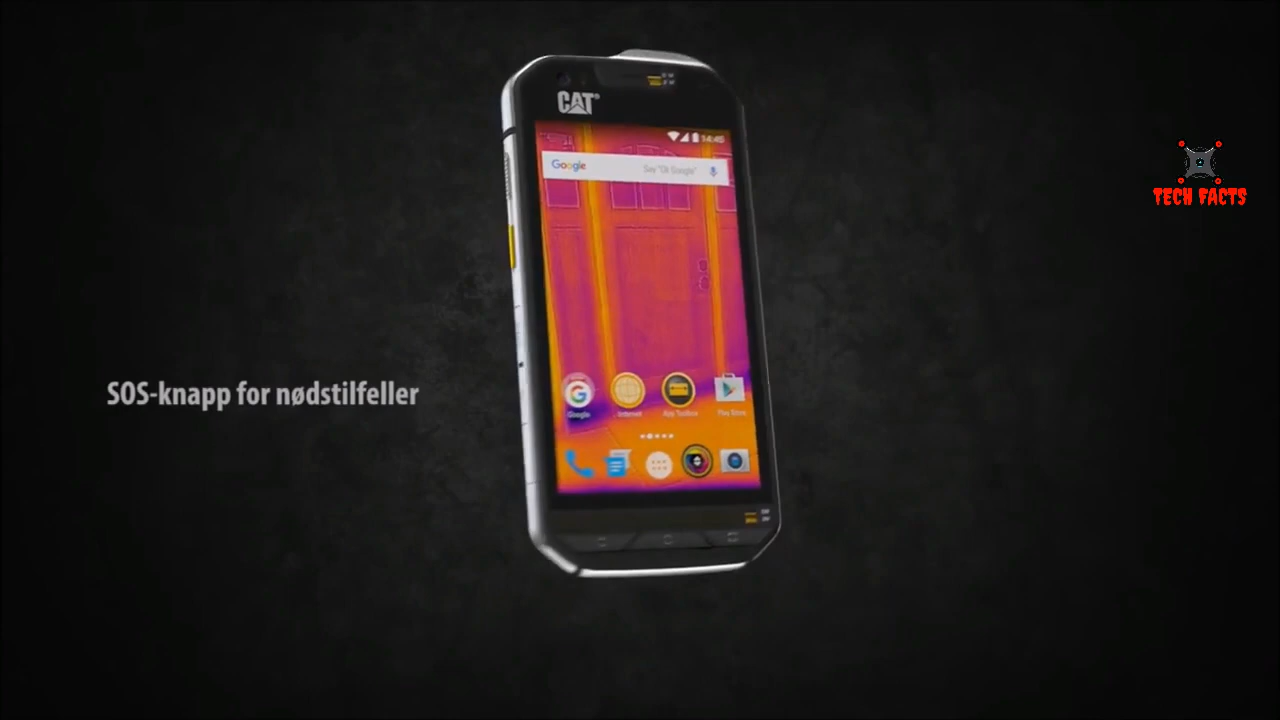 CAT®
14:45
Google
Say "Ok Google"
TECH FACTS
SOS-knapp for nødstilfeller
Google
Internet
App Toolbox
Play Store